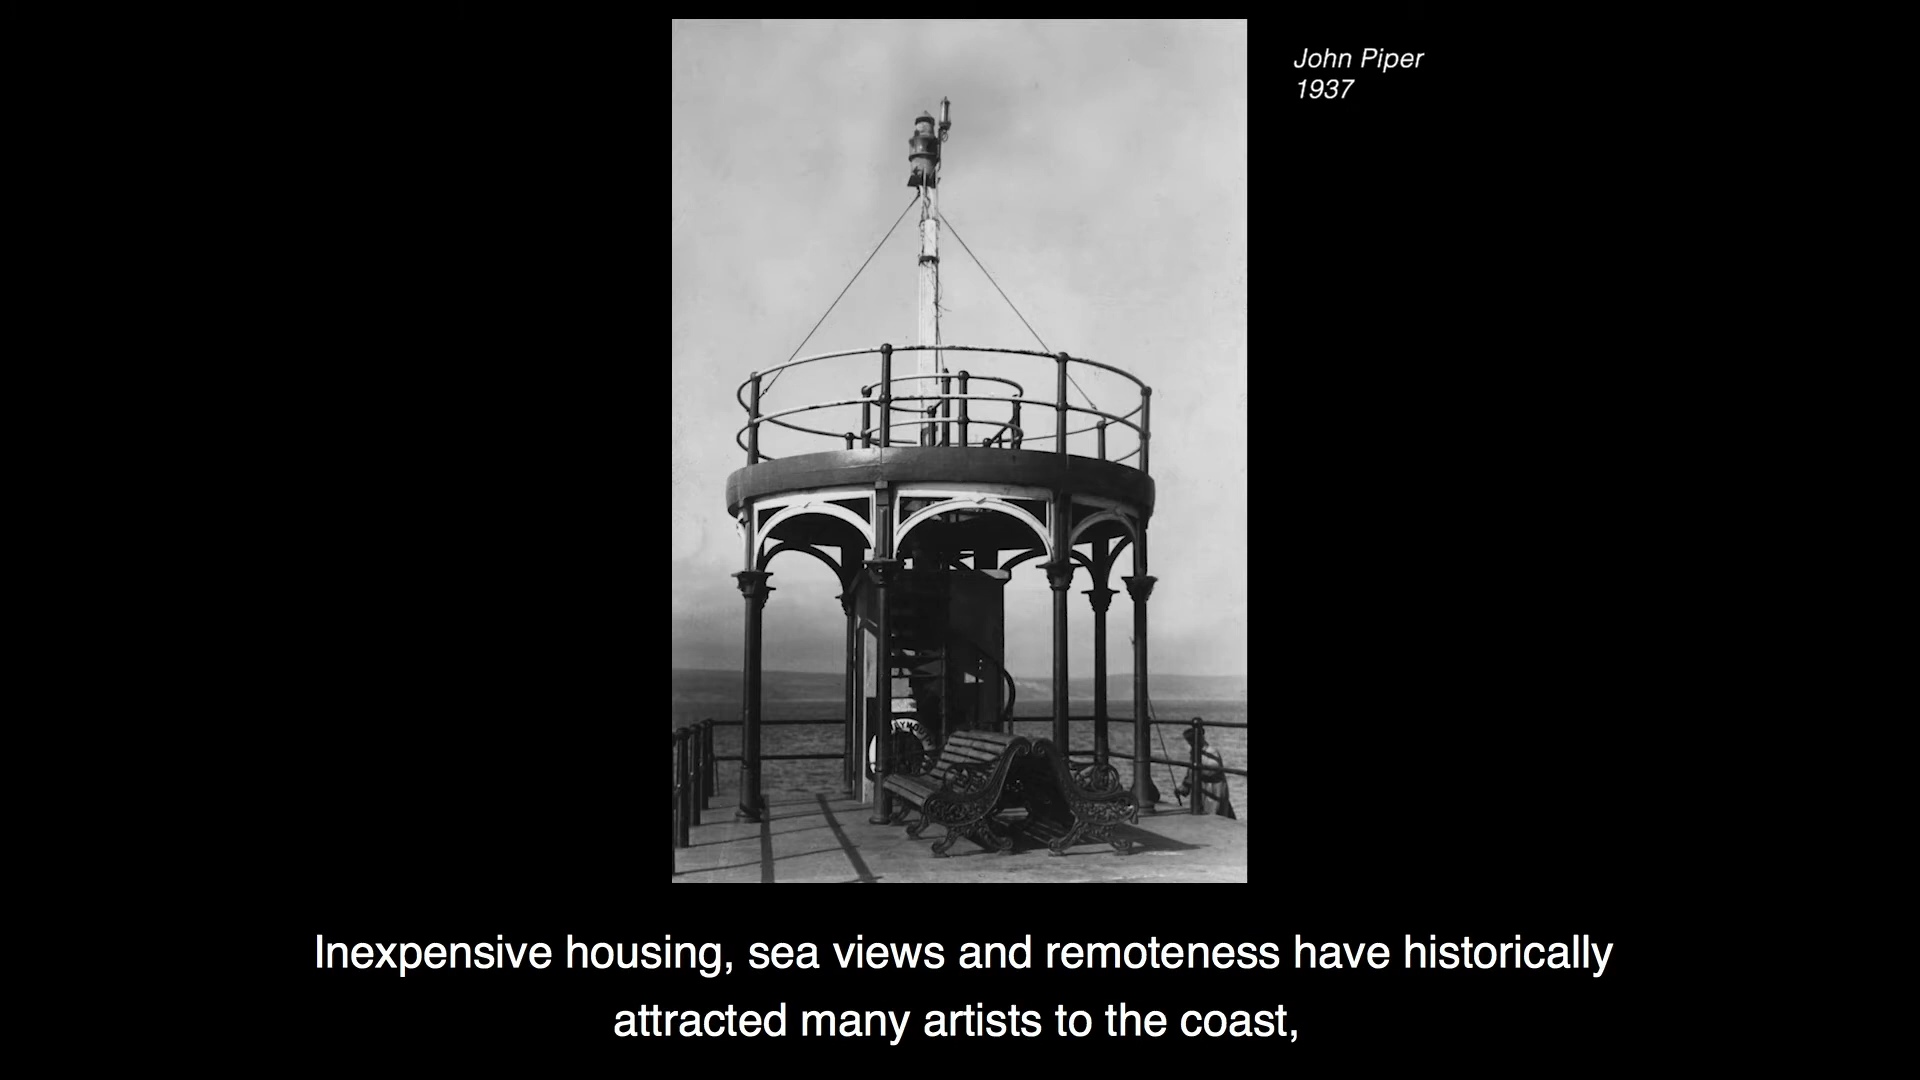 John Piper
1937
Inexpensive housing, sea views and remoteness have historically
attracted many artists to the coast,